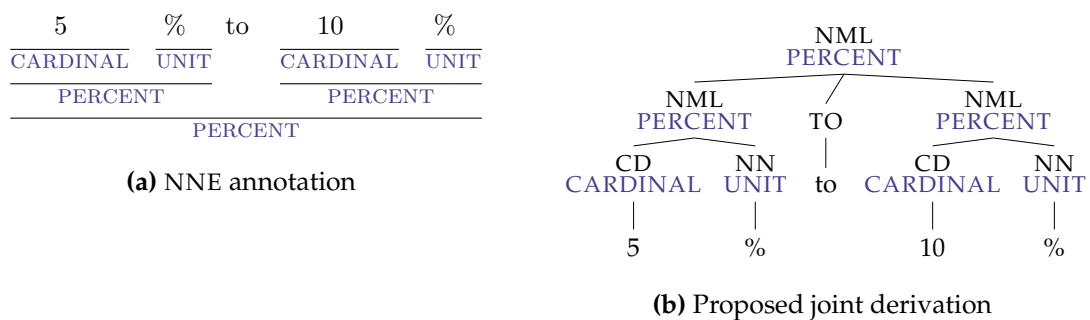 5 % to 10 %
CARDINAL UNIT CARDINAL UNIT
PERCENT PERCENT
PERCENT
(a) NNE annotation
NML
PERCENT
NML NML
PERCENT TO PERCENT
CD NN CD NN
CARDINAL UNIT to CARDINAL UNIT
5 % 10 %
(b) Proposed joint derivation